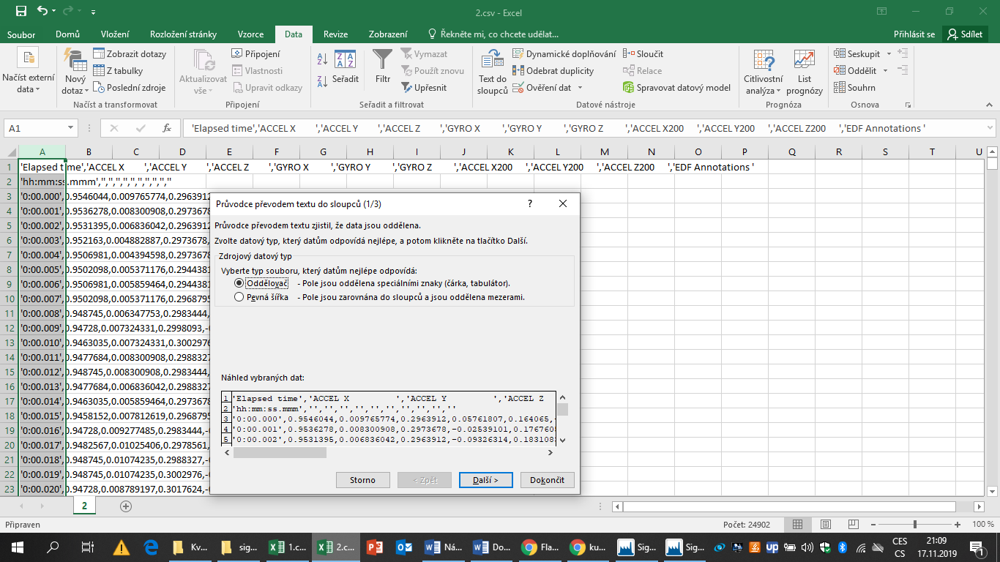 2.csv - Excel
Soubor Domů Vložení Rozložení stránky Vzorce Data Revize Zobrazení Řekněte mi, co chcete udělat... Přihlásit se Sdílet
Načíst externí data
Nový dotaz
Zobrazit dotazy
Z tabulky
Poslední zdroje
Načíst a transformovat
Aktualizovat vše
Připojení
Vlastnosti
Upravit odkazy
Připojení
Seřadit
Filtr
Vymazat
Použít znovu
Upřesnit
Seřadit a filtrovat
Text do sloupců
Dynamické doplňování
Odebrat duplicity
Ověření dat
Sloučit
Relace
Spravovat datový model
Datové nástroje
Citlivostní analýza
List prognózy
Prognóza
Seskupit
Oddělit
Souhrn
Osnova
A1 fx 'Elapsed time','ACCEL X ','ACCEL Y ','ACCEL Z ','GYRO X ','GYRO Y ','GYRO Z ','ACCEL X200 ','ACCEL Y200 ','ACCEL Z200 ','EDF Annotations '
A B C D E F G H I J K L M N O P Q R S T U
1 'Elapsed time','ACCEL X ','ACCEL Y ','ACCEL Z ','GYRO X ','GYRO Y ','GYRO Z ','ACCEL X200 ','ACCEL Y200 ','ACCEL Z200 ','EDF Annotations '
2 'hh:mm:ss.mmm','','','','','','','','','',''
3 '0:00.000',0.9546044,0.009765774,0.2963912
4 '0:00.001',0.9536278,0.008300908,0.2973678
5 '0:00.002',0.9531395,0.006836042,0.2963912
6 '0:00.003',0.952163,0.004882887,0.2973678,
7 '0:00.004',0.9506981,0.004394598,0.2973678
8 '0:00.005',0.9502098,0.005371176,0.2944381
9 '0:00.006',0.9506981,0.005859464,0.2944381
10 '0:00.007',0.9502098,0.005371176,0.2968795
11 '0:00.008',0.948745,0.006347753,0.2983444,
12 '0:00.009',0.94728,0.007324331,0.2998093,-
13 '0:00.010',0.9463035,0.007324331,0.3002976
14 '0:00.011',0.9477684,0.008300908,0.2988327
15 '0:00.012',0.948745,0.008300908,0.2983444,
16 '0:00.013',0.9477684,0.006836042,0.2988327
17 '0:00.014',0.9463035,0.005859464,0.2973678
18 '0:00.015',0.9458152,0.007812619,0.2968795
19 '0:00.016',0.94728,0.009277485,0.2983444,-
20 '0:00.017',0.9482567,0.01025406,0.2978561,
21 '0:00.018',0.948745,0.01074235,0.2988327,-
22 '0:00.019',0.948745,0.01074235,0.3002976,-
23 '0:00.020',0.94728,0.008789197,0.3017624,-
Průvodce převodem textu do sloupců (1/3) ?
Průvodce převodem textu zjistil, že data jsou oddělena.
Zvolte datový typ, který datům odpovídá nejlépe, a potom klikněte na tlačítko Další.
Zdrojový datový typ
Vyberte typ souboru, který datům nejlépe odpovídá:
Oddělovač - Pole jsou oddělena speciálními znaky (čárka, tabulátor).
Pevná šířka - Pole jsou zarovnána do sloupců a jsou oddělena mezerami.
Náhled vybraných dat:
1 'Elapsed time','ACCEL X ','ACCEL Y ','ACCEL Z
2 'hh:mm:ss.mmm','','','','','','','','','',''
3 '0:00.000',0.9546044,0.009765774,0.2963912,0.05761807,0.164065,
4 '0:00.001',0.9536278,0.008300908,0.2973678,-0.02539101,0.176760
5 '0:00.002',0.9531395,0.006836042,0.2963912,-0.09326314,0.183108
Storno < Zpět Další > Dokončit
2
Připraven Počet: 24902 100 %
Kv... sig... 1.c... 2.c... Ná... Do... Fla... ku... Sig... Sig... up CES CS 21:09 17.11.2019 1